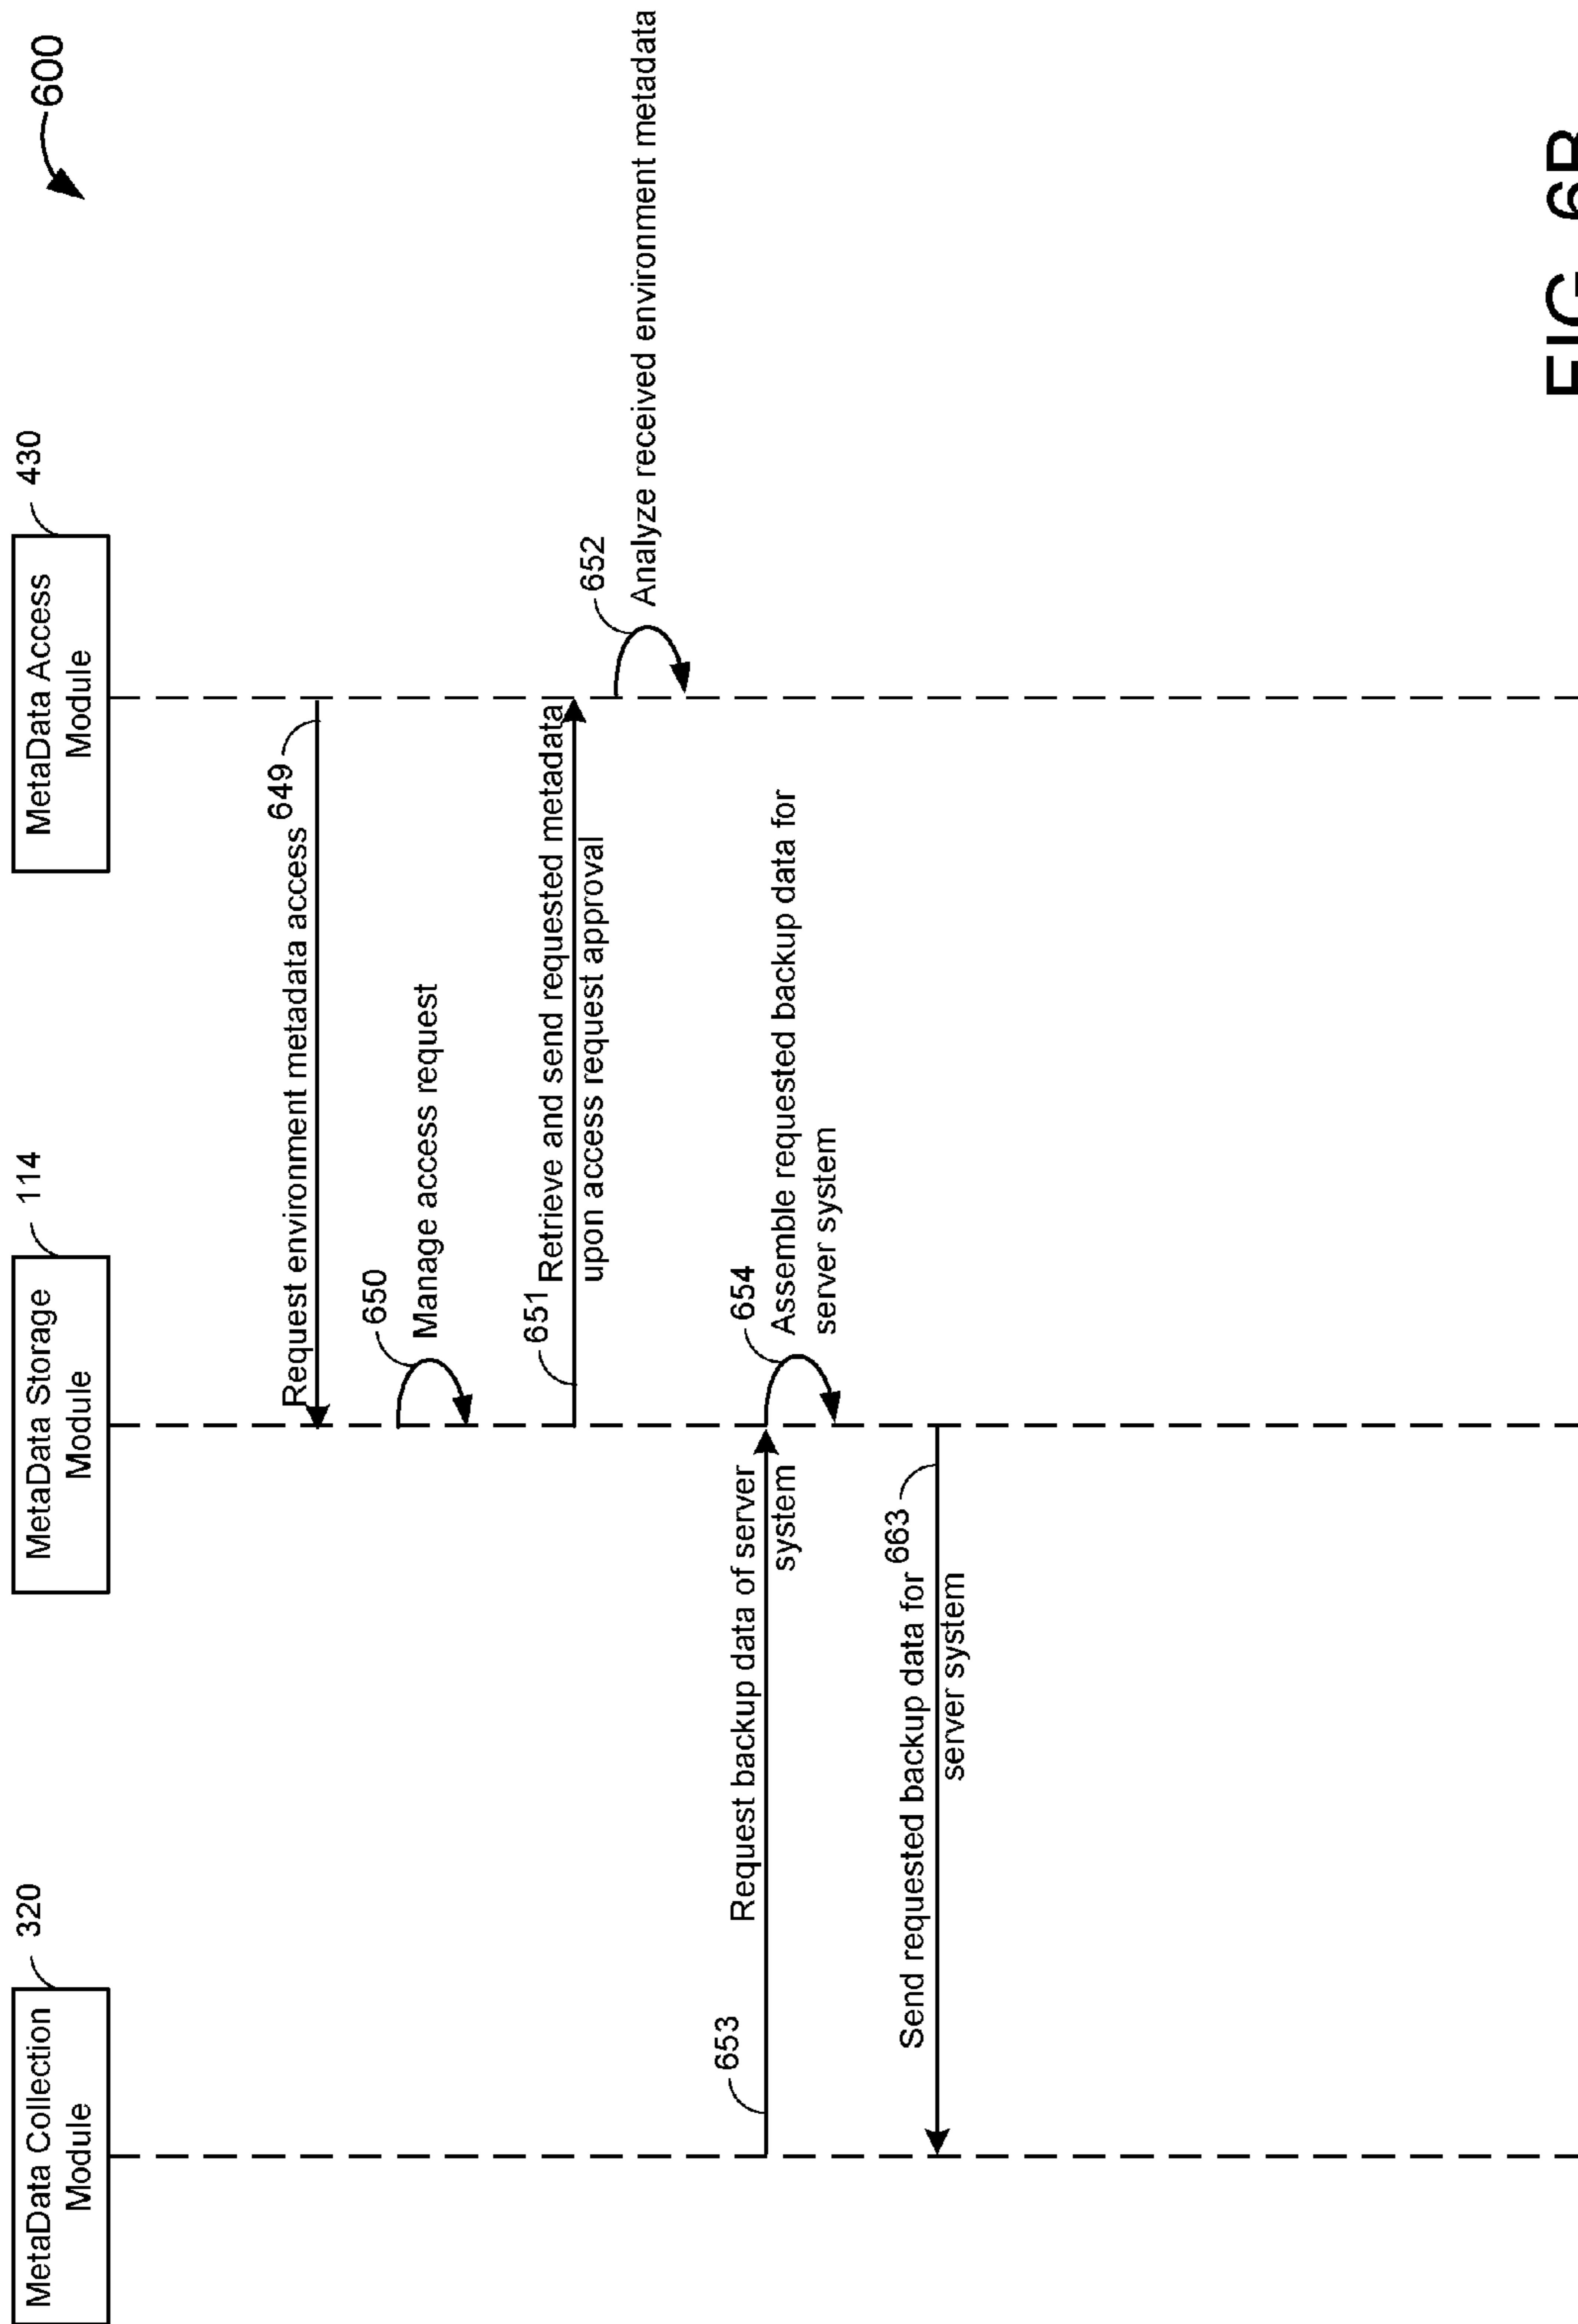 600
MetaData Collection
Module
320
MetaData Storage
Module
114
MetaData Access
Module
430
Request environment metadata access
649
650
Manage access request
651
Retrieve and send requested metadata
upon access request approval
652
Analyze received environment metadata
653
Request backup data of server
system
654
Assemble requested backup data for
server system
Send requested backup data for
server system
663
FIG. 6B